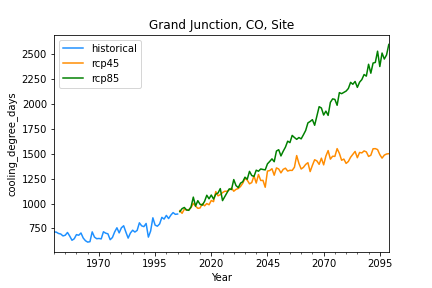 Grand Junction, CO, Site
historical
rcp45
rcp85
cooling_degree_days
2500
2250
2000
1750
1500
1250
1000
750
1970
1995
2020
2045
2070
2095
Year